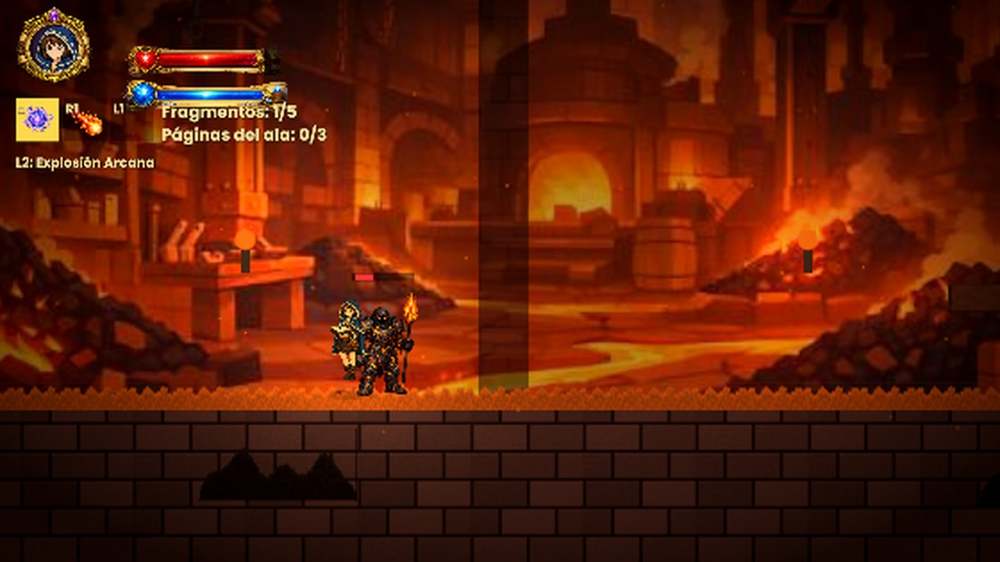 R1
L1
Fragmentos: 1/5
Páginas del ala: 0/3
L2: Explosión Arcana